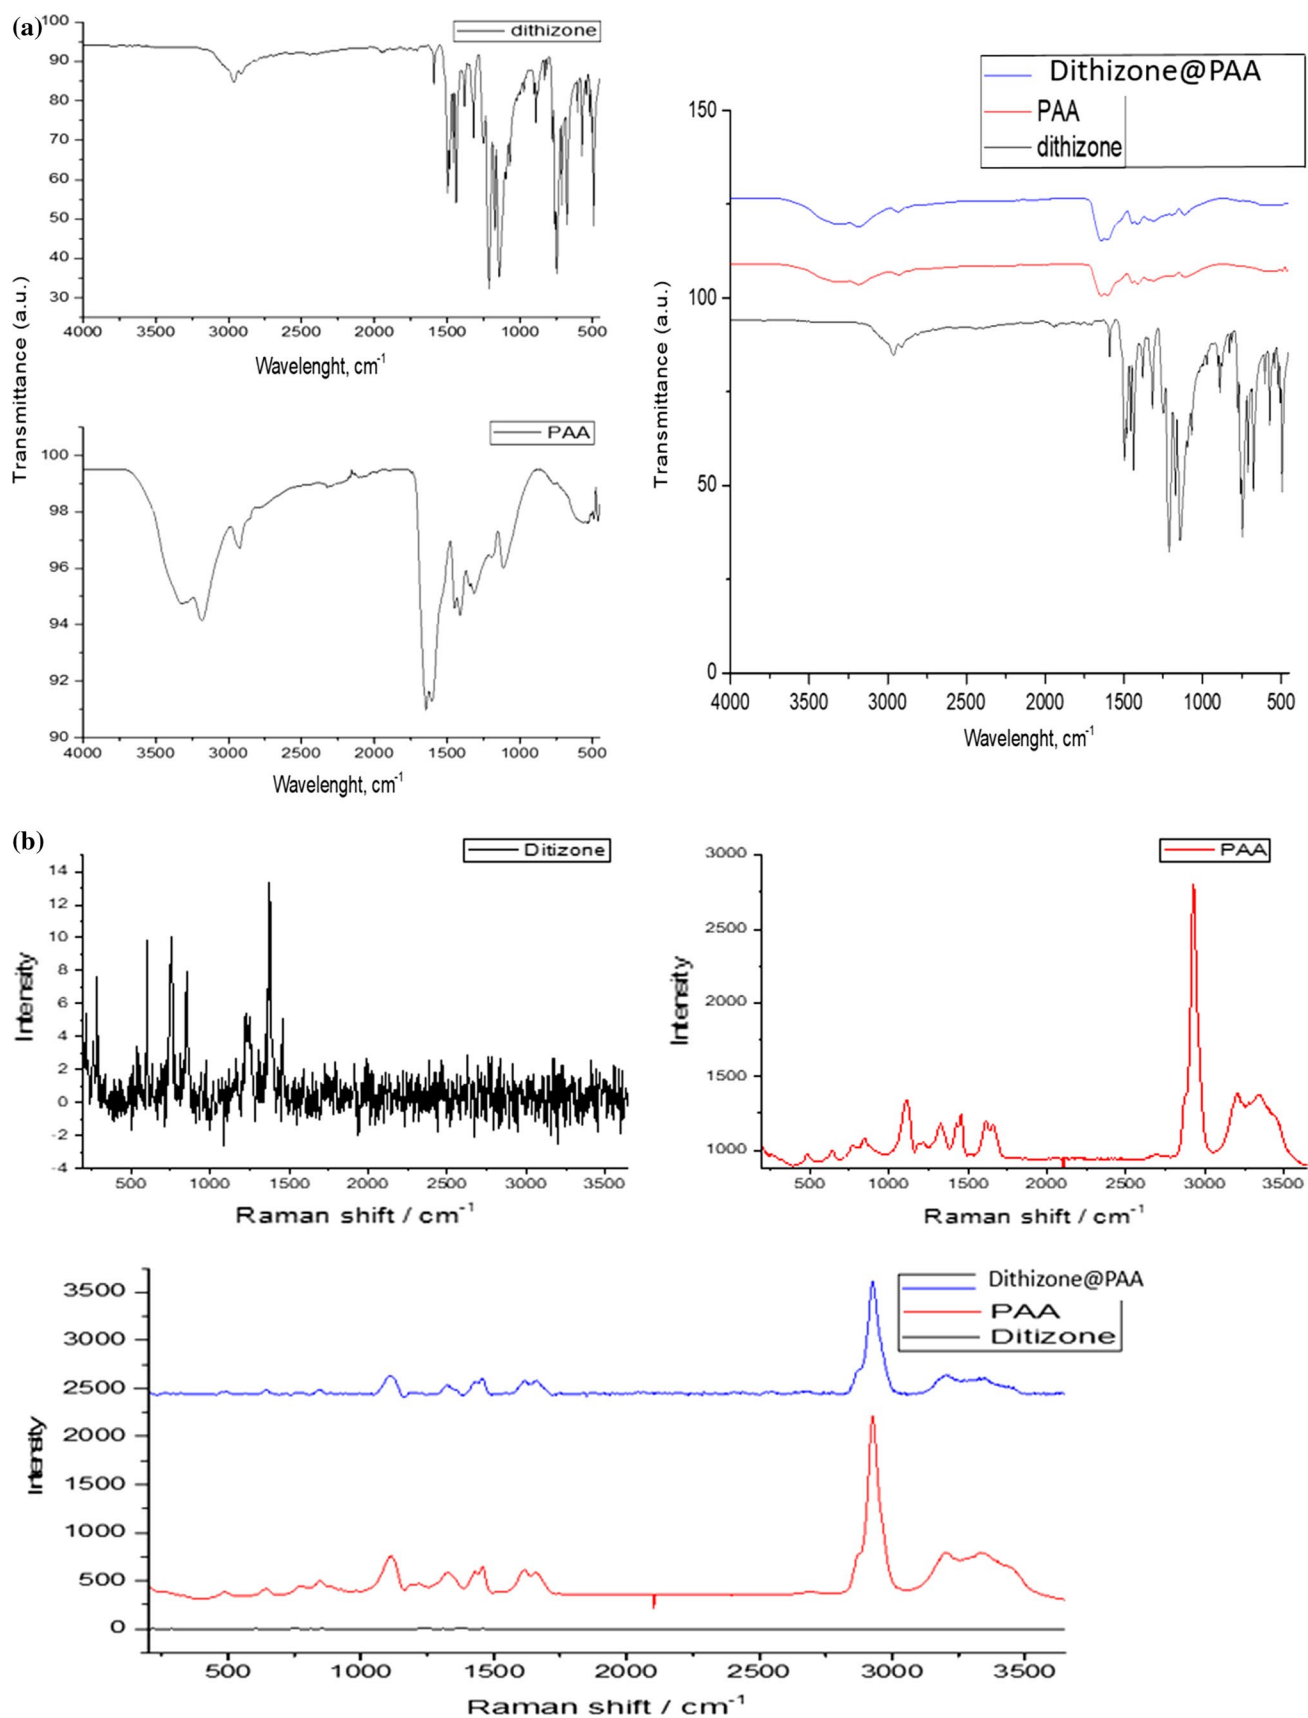 (a)
dithizone
100
90
80
70
60
50
40
30
4000 3500 3000 2500 2000 1500 1000 500
Wavelenght, cm-1
Transmittance (a.u.)
PAA
100
98
96
94
92
90
4000 3500 3000 2500 2000 1500 1000 500
Wavelenght, cm-1
Dithizone@PAA
PAA
dithizone
150
100
50
0
Transmittance (a.u.)
4000 3500 3000 2500 2000 1500 1000 500
Wavelenght, cm-1
(b)
Ditizone
14
12
10
8
6
4
2
0
-2
-4
Intensity
500 1000 1500 2000 2500 3000 3500
Raman shift / cm-1
PAA
3000
2500
2000
1500
1000
Intensity
500 1000 1500 2000 2500 3000 3500
Raman shift / cm-1
Dithizone@PAA
PAA
Ditizone
3500
3000
2500
2000
1500
1000
500
0
Intensity
500 1000 1500 2000 2500 3000 3500
Raman shift / cm-1